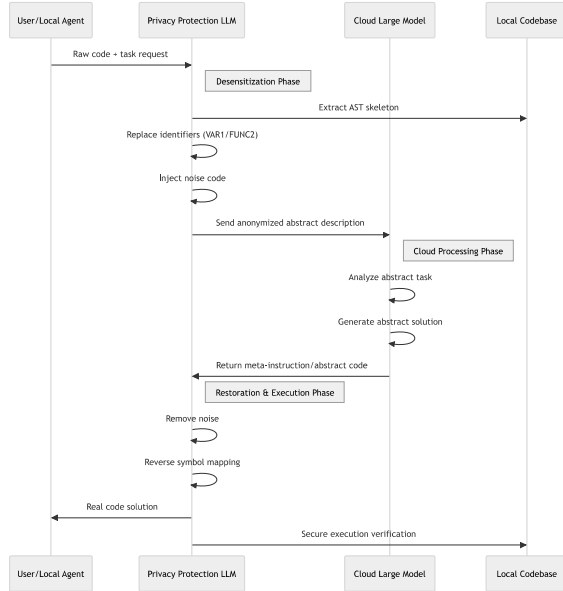 User/Local Agent
Privacy Protection LLM
Cloud Large Model
Local Codebase
Raw code + task request
Desensitization Phase
Extract AST skeleton
Replace identifiers (VAR1/FUNC2)
Inject noise code
Send anonymized abstract description
Cloud Processing Phase
Analyze abstract task
Generate abstract solution
Return meta-instruction/abstract code
Restoration & Execution Phase
Remove noise
Reverse symbol mapping
Real code solution
Secure execution verification
User/Local Agent
Privacy Protection LLM
Cloud Large Model
Local Codebase